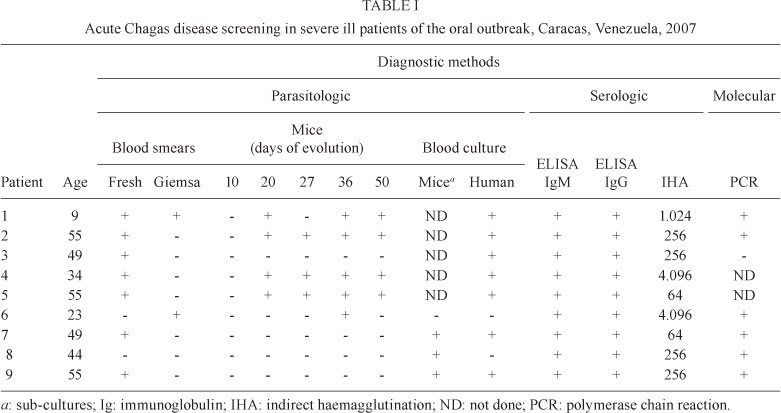 TABLE I
Acute Chagas disease screening in severe ill patients of the oral outbreak, Caracas, Venezuela, 2007
Diagnostic methods
Parasitologic Serologic Molecular
Blood smears Mice (days of evolution) Blood culture
Patient Age Fresh Giemsa 10 20 27 36 50 Mice^a Human ELISA IgM ELISA IgG IHA PCR
1 9 + + - + - + + ND + + + 1.024 +
2 55 + - - + + + + ND + + + 256 +
3 49 + - - - - - - ND + + + 256 -
4 34 + - - + + + + ND + + + 4.096 ND
5 55 + - - + + + + ND + + + 64 ND
6 23 - + - - - + - - - + + 4.096 +
7 49 + - - - - - - + + + + 64 +
8 44 - - - - - - - + - + + 256 +
9 55 + - - - - - - + + + + 256 +
a: sub-cultures; Ig: immunoglobulin; IHA: indirect haemagglutination; ND: not done; PCR: polymerase chain reaction.